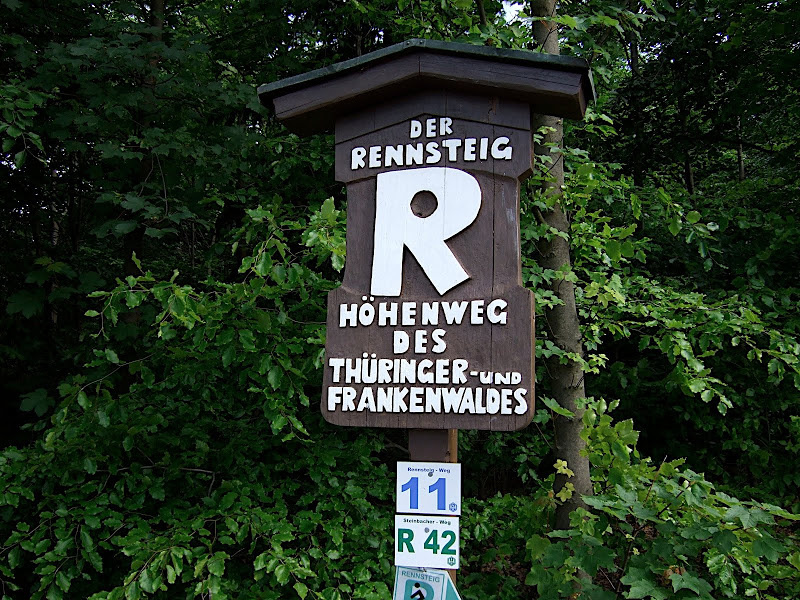 DER
RENNSTEIG
R
HÖHENWEG
DES
THÜRINGER-UND
FRANKENWALDES
Rennsteig - Weg
11
Steinbacher - Weg
R 42
RENNSTEIG
R